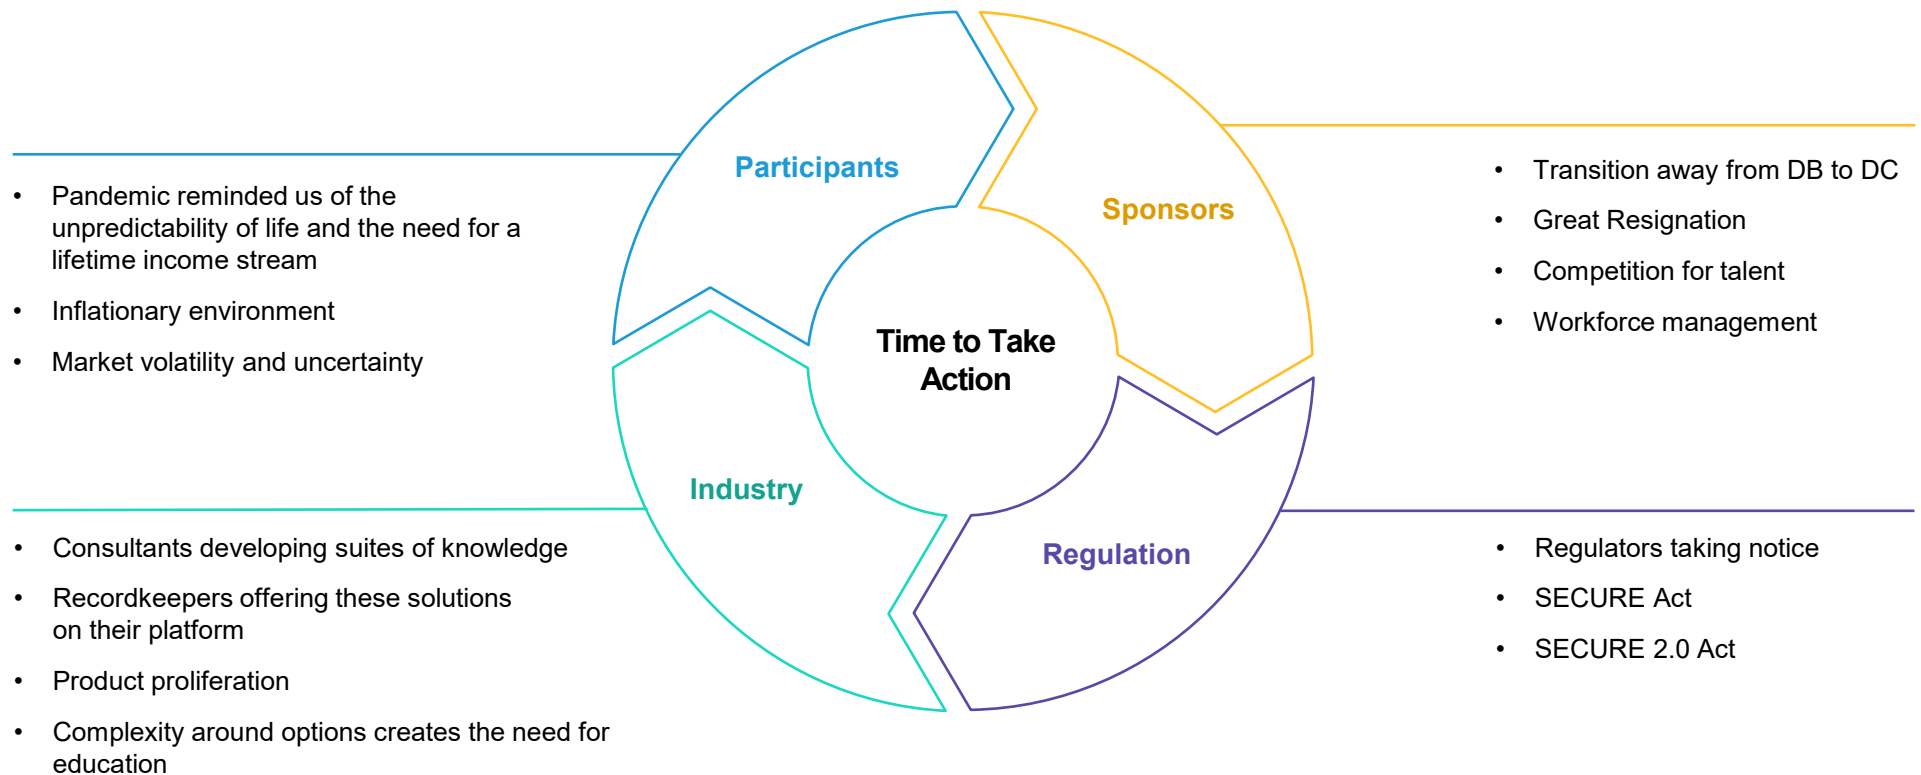 Participants
• Pandemic reminded us of the
unpredictability of life and the need for a
lifetime income stream
• Inflationary environment
• Market volatility and uncertainty
Sponsors
• Transition away from DB to DC
• Great Resignation
• Competition for talent
• Workforce management
Time to Take
Action
Industry
• Consultants developing suites of knowledge
• Recordkeepers offering these solutions
on their platform
• Product proliferation
• Complexity around options creates the need for
education
Regulation
• Regulators taking notice
• SECURE Act
• SECURE 2.0 Act